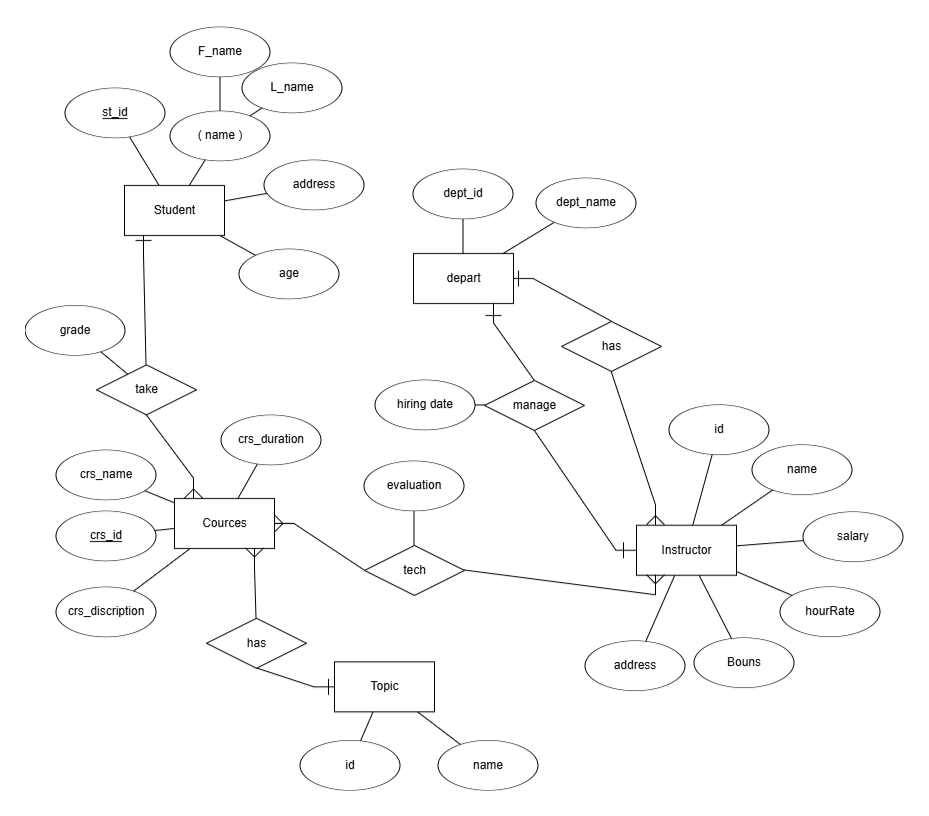 F_name
L_name
st_id
( name )
address
Student
age
dept_id
dept_name
depart
has
grade
take
hiring date
manage
crs_duration
id
crs_name
name
evaluation
Cources
crs_id
salary
Instructor
tech
crs_discription
hourRate
has
address
Bouns
Topic
id
name